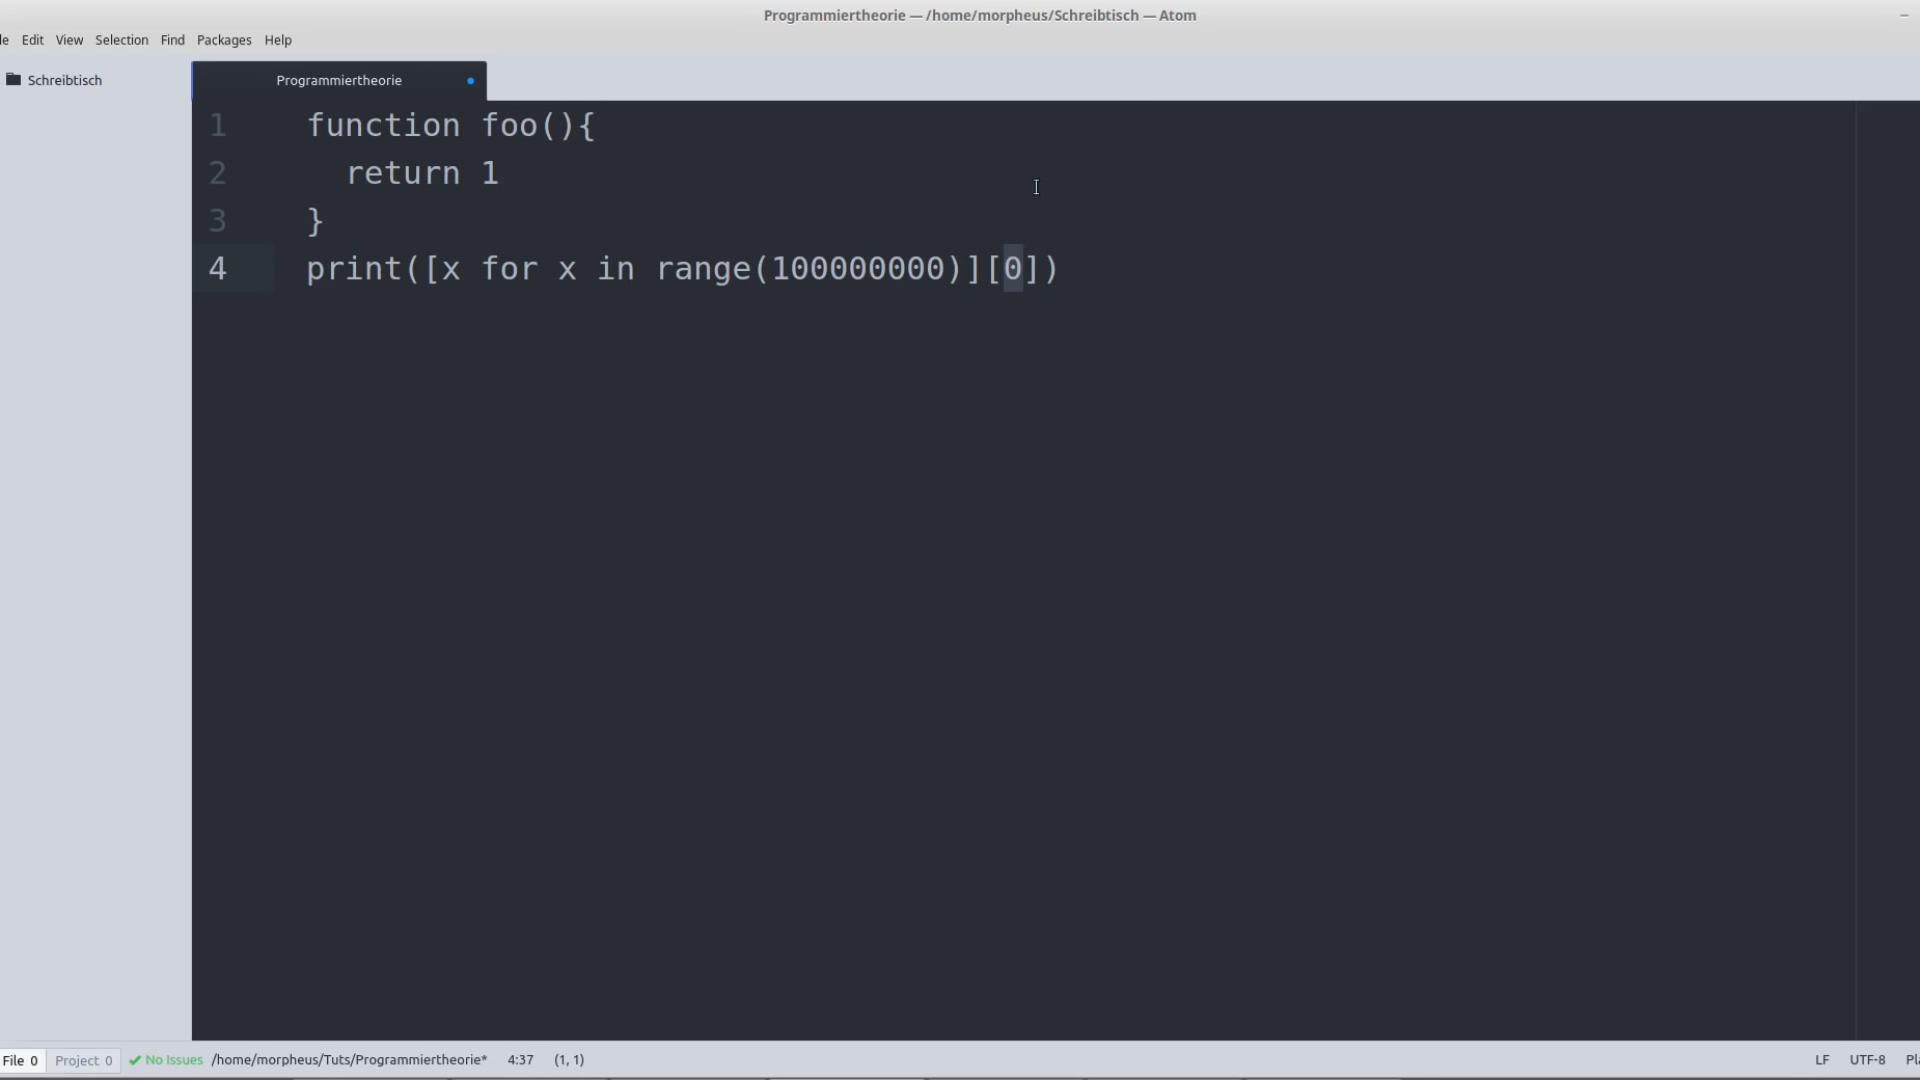 Programmiertheorie — /home/morpheus/Schreibtisch — Atom
le Edit View Selection Find Packages Help
Schreibtisch
Programmiertheorie
1 function foo(){
2 return 1
3 }
4 print([x for x in range(100000000)][0])
File 0 Project 0 No Issues /home/morpheus/Tuts/Programmiertheorie* 4:37 (1, 1) LF UTF-8 Pla